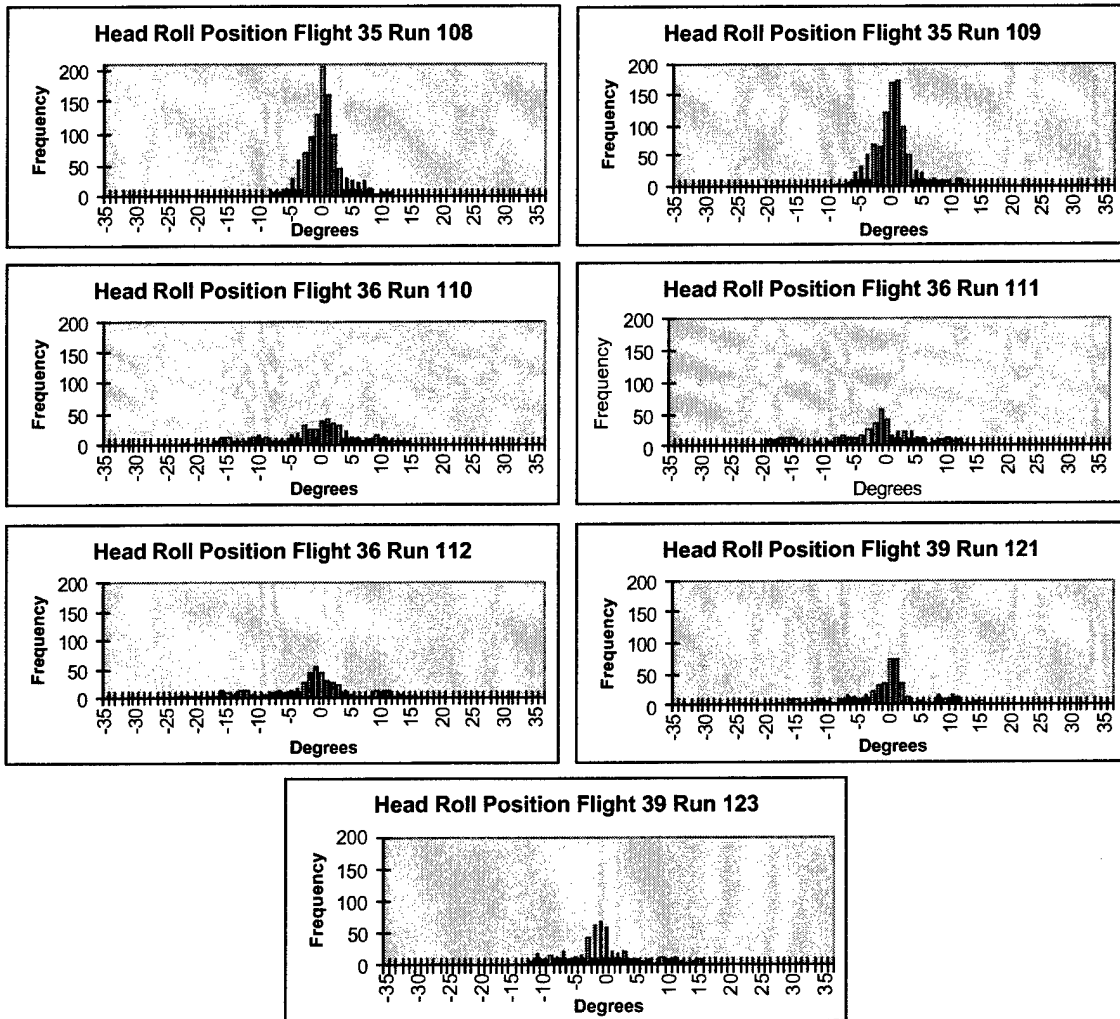 Head Roll Position Flight 35 Run 108
Frequency
200
150
100
50
0
-35 -30 -25 -20 -15 -10 -5 0 5 10 15 20 25 30 35
Degrees
Head Roll Position Flight 35 Run 109
Frequency
200
150
100
50
0
-35 -30 -25 -20 -15 -10 -5 0 5 10 15 20 25 30 35
Degrees
Head Roll Position Flight 36 Run 110
Frequency
200
150
100
50
0
-35 -30 -25 -20 -15 -10 -5 0 5 10 15 20 25 30 35
Degrees
Head Roll Position Flight 36 Run 111
Frequency
200
150
100
50
0
-35 -30 -25 -20 -15 -10 -5 0 5 10 15 20 25 30 35
Degrees
Head Roll Position Flight 36 Run 112
Frequency
200
150
100
50
0
-35 -30 -25 -20 -15 -10 -5 0 5 10 15 20 25 30 35
Degrees
Head Roll Position Flight 39 Run 121
Frequency
200
150
100
50
0
-35 -30 -25 -20 -15 -10 -5 0 5 10 15 20 25 30 35
Degrees
Head Roll Position Flight 39 Run 123
Frequency
200
150
100
50
0
-35 -30 -25 -20 -15 -10 -5 0 5 10 15 20 25 30 35
Degrees